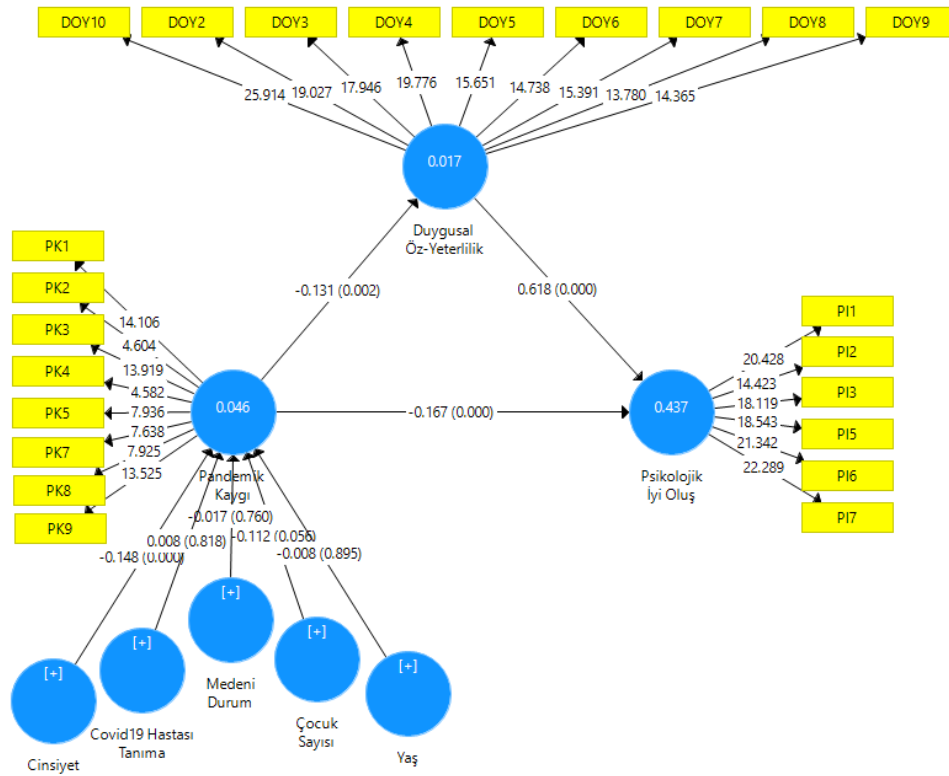 DOY10 DOY2 DOY3 DOY4 DOY5 DOY6 DOY7 DOY8 DOY9
25.914 19.027 17.946 19.776 15.651 14.738 15.391 13.780 14.365
0.017
Duygusal
Öz-Yeterlilik
-0.131 (0.002)
0.618 (0.000)
PK1
PK2
PK3
PK4
PK5
PK7
PK8
PK9
14.106
4.604
13.919
4.582
7.936
7.638
7.925
13.525
0.046
Pandemik
Kaygı
-0.167 (0.000)
0.437
Psikolojik
İyi Oluş
20.428
14.423
18.119
18.543
21.342
22.289
PI1
PI2
PI3
PI5
PI6
PI7
-0.148 (0.000)
0.008 (0.818)
-0.017 (0.760)
-0.112 (0.056)
-0.008 (0.895)
[+]
Cinsiyet
[+]
Covid19 Hastası
Tanıma
[+]
Medeni
Durum
[+]
Çocuk
Sayısı
[+]
Yaş